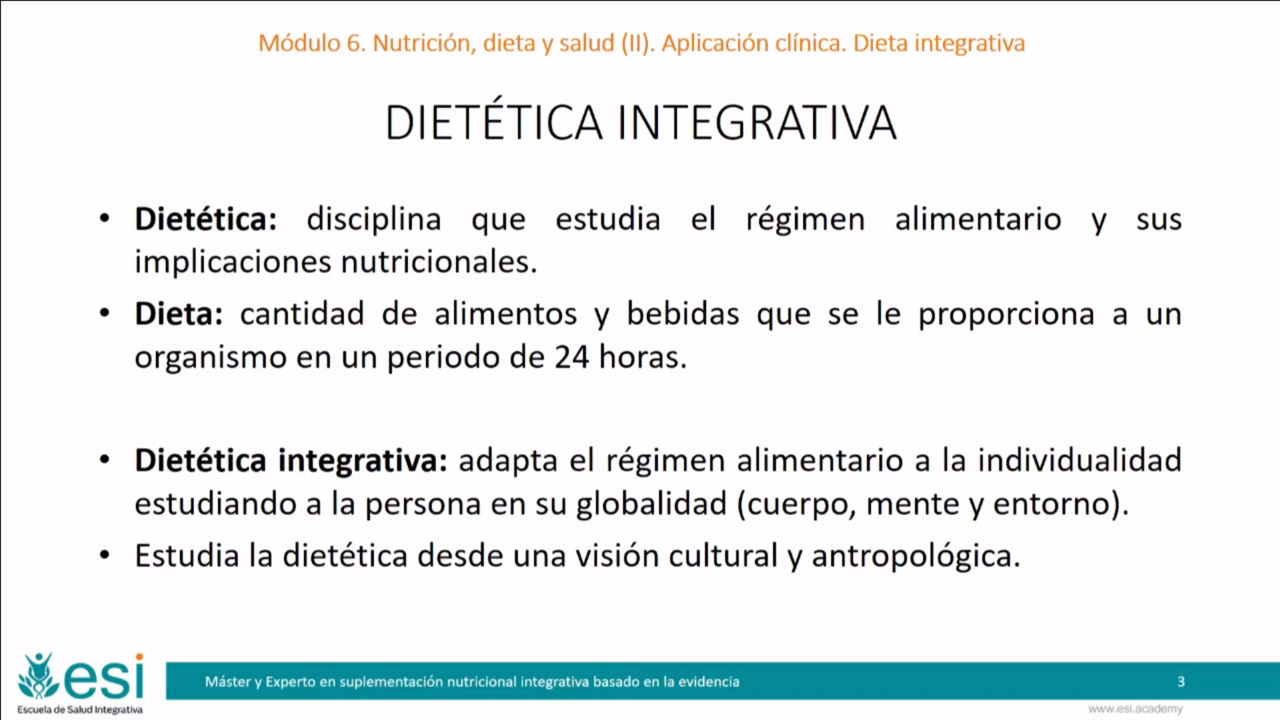 Módulo 6. Nutrición, dieta y salud (II). Aplicación clínica. Dieta integrativa
DIETÉTICA INTEGRATIVA
• Dietética: disciplina que estudia el régimen alimentario y sus
implicaciones nutricionales.
• Dieta: cantidad de alimentos y bebidas que se le proporciona a un
organismo en un periodo de 24 horas.
• Dietética integrativa: adapta el régimen alimentario a la individualidad
estudiando a la persona en su globalidad (cuerpo, mente y entorno).
• Estudia la dietética desde una visión cultural y antropológica.
esi
Escuela de Salud Integrativa
Máster y Experto en suplementación nutricional integrativa basado en la evidencia
3
www.esi.academy